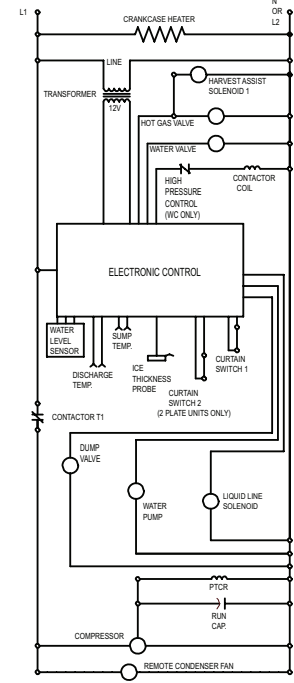 L1
N
OR
L2
CRANKCASE HEATER
LINE
TRANSFORMER
12V
HARVEST ASSIST
SOLENOID 1
HOT GAS VALVE
WATER VALVE
HIGH
PRESSURE
CONTROL
(WC ONLY)
CONTACTOR
COIL
ELECTRONIC CONTROL
WATER
LEVEL
SENSOR
SUMP
TEMP.
DISCHARGE
TEMP.
ICE
THICKNESS
PROBE
CURTAIN
SWITCH 1
CURTAIN
SWITCH 2
(2 PLATE UNITS ONLY)
CONTACTOR T1
DUMP
VALVE
WATER
PUMP
LIQUID LINE
SOLENOID
PTCR
RUN
CAP.
COMPRESSOR
REMOTE CONDENSER FAN